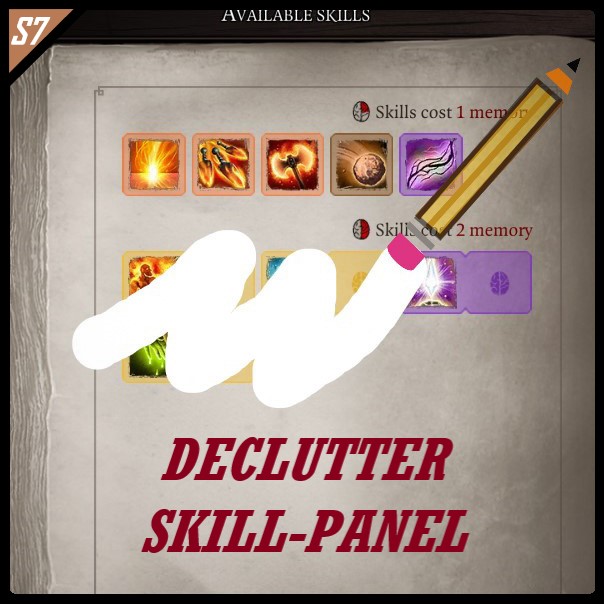 S7
AVAILABLE SKILLS
Skills cost 1 memory
Skills cost 2 memory
DECLUTTER
SKILL-PANEL